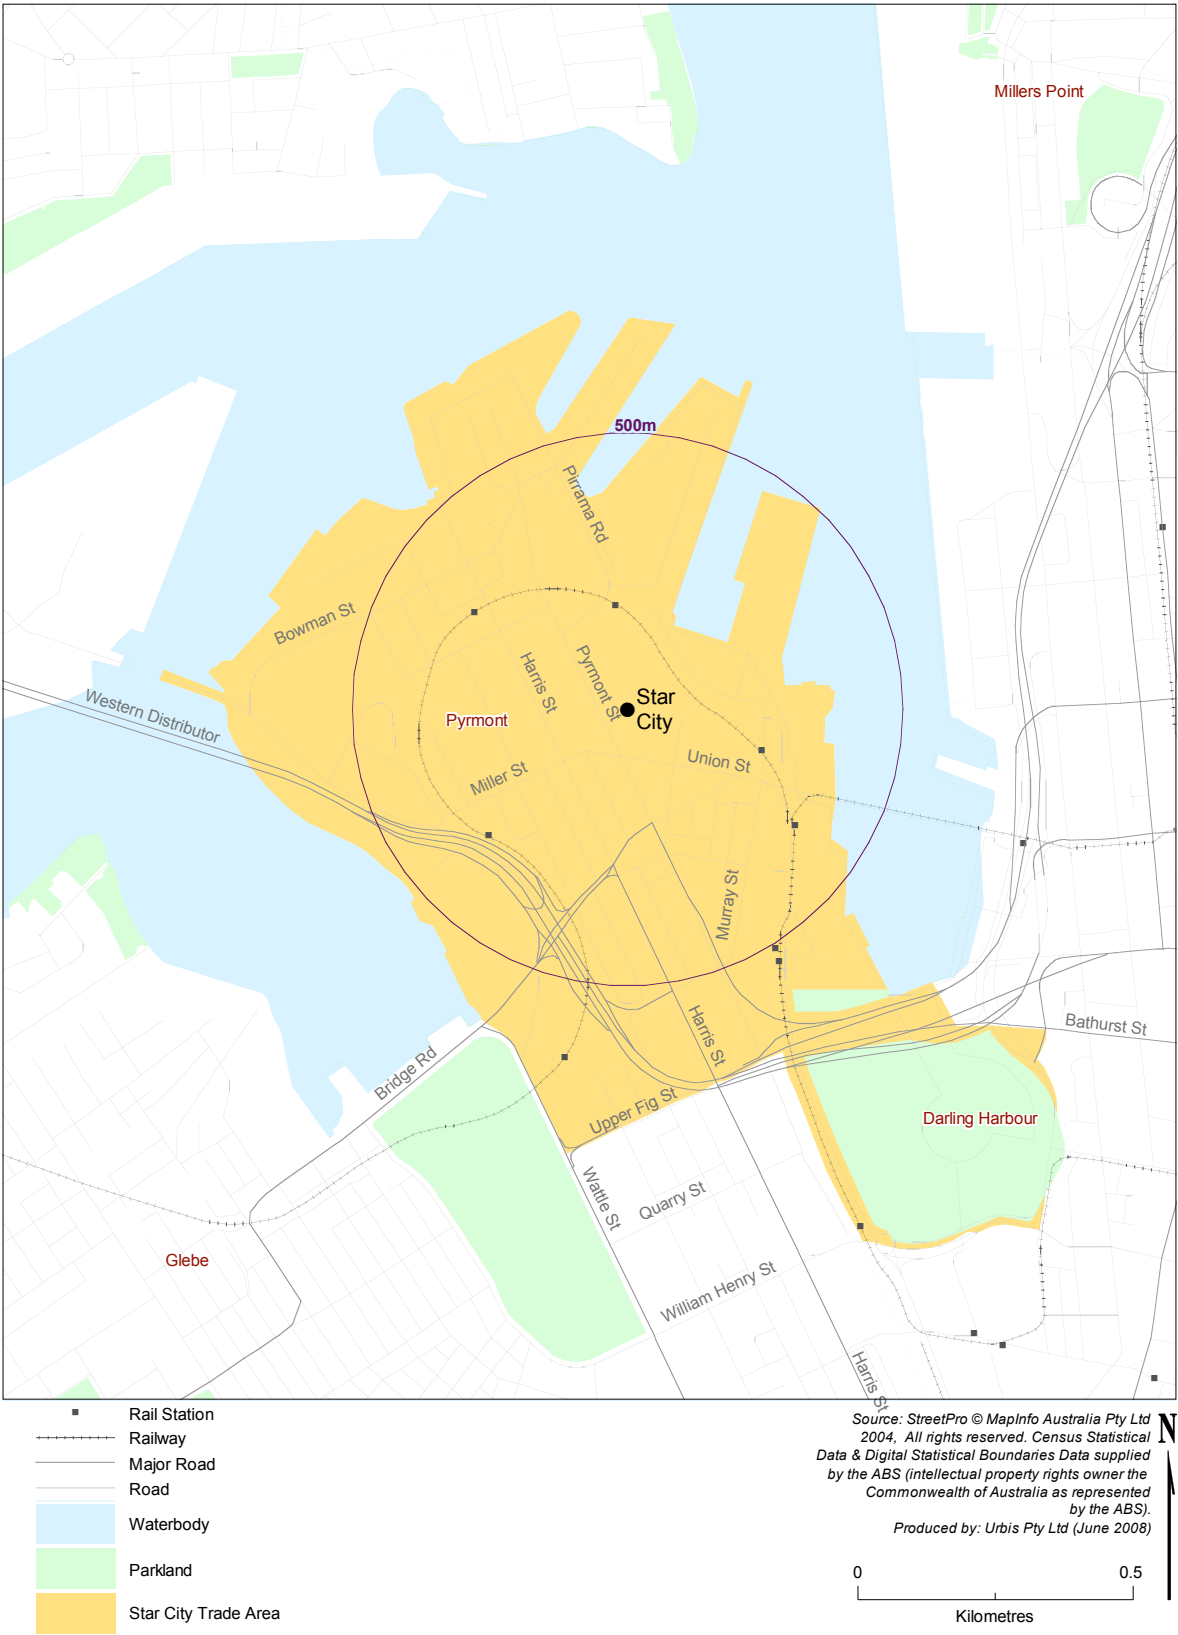 Millers Point
500m
Pirrama Rd
Bowman St
Harris St
Pyrmont St
Star
City
Western Distributor
Pyrmont
Union St
Miller St
Murray St
Harris St
Bathurst St
Bridge Rd
Upper Fig St
Darling Harbour
Wattle St
Quarry St
Glebe
William Henry St
Harris St
Rail Station
Railway
Major Road
Road
Waterbody
Parkland
Star City Trade Area
Source: StreetPro © MapInfo Australia Pty Ltd
2004, All rights reserved. Census Statistical
Data & Digital Statistical Boundaries Data supplied
by the ABS (intellectual property rights owner the
Commonwealth of Australia as represented
by the ABS).
Produced by: Urbis Pty Ltd (June 2008)
N
0 0.5
Kilometres